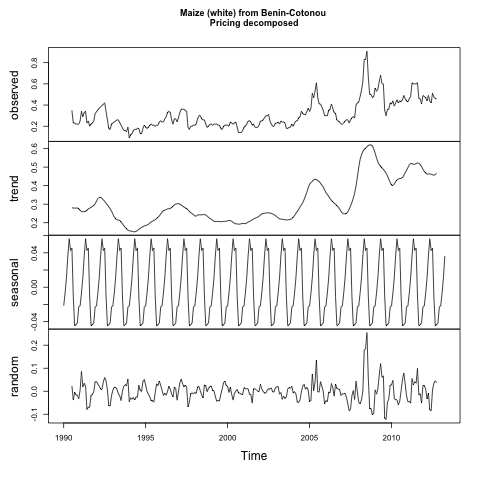 Maize (white) from Benin-Cotonou
Pricing decomposed
observed
0.2 0.4 0.6 0.8
trend
0.2 0.3 0.4 0.5 0.6
seasonal
-0.04 0.00 0.04
random
-0.1 0.0 0.1 0.2
1990 1995 2000 2005 2010
Time